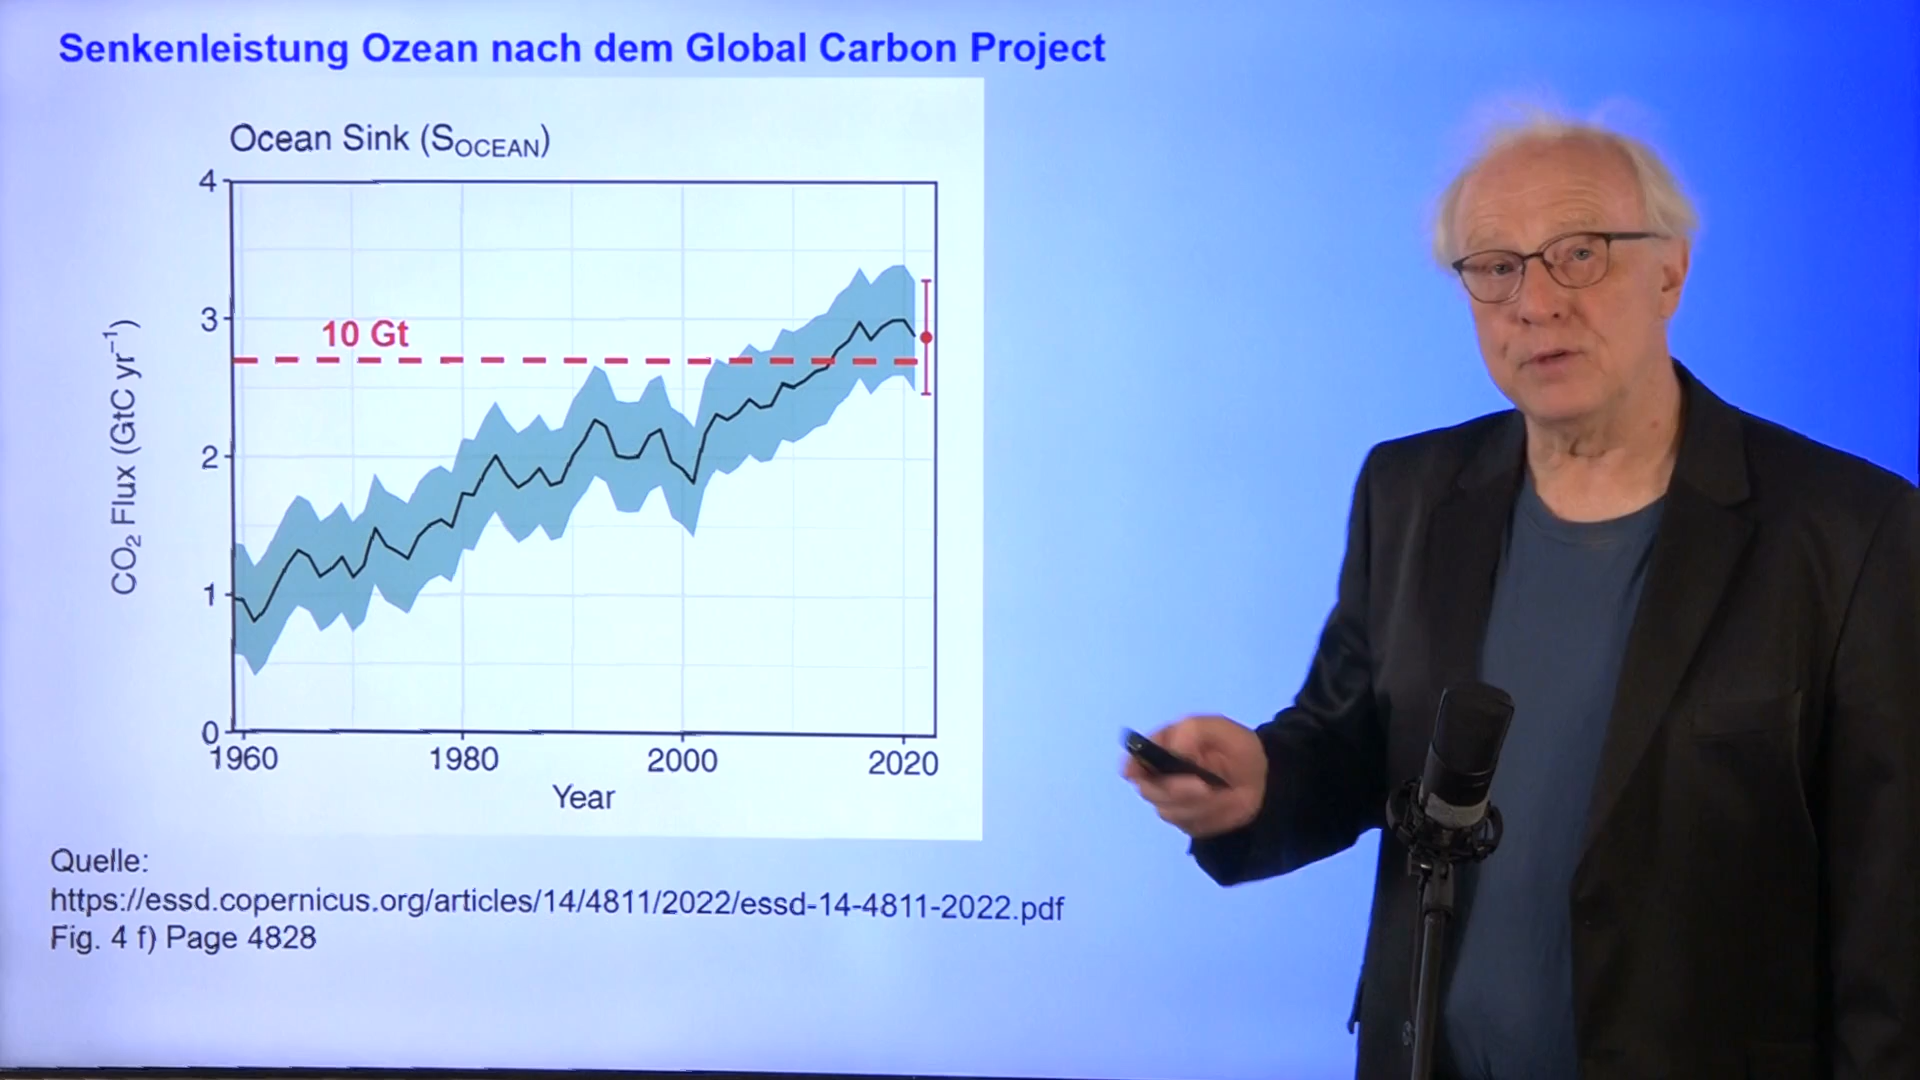 Senkenleistung Ozean nach dem Global Carbon Project
Ocean Sink (SOCEAN)
4
3
2
1
0
10 Gt
CO2 Flux (GtC yr−1)
1960 1980 2000 2020
Year
Quelle:
https://essd.copernicus.org/articles/14/4811/2022/essd-14-4811-2022.pdf
Fig. 4 f) Page 4828